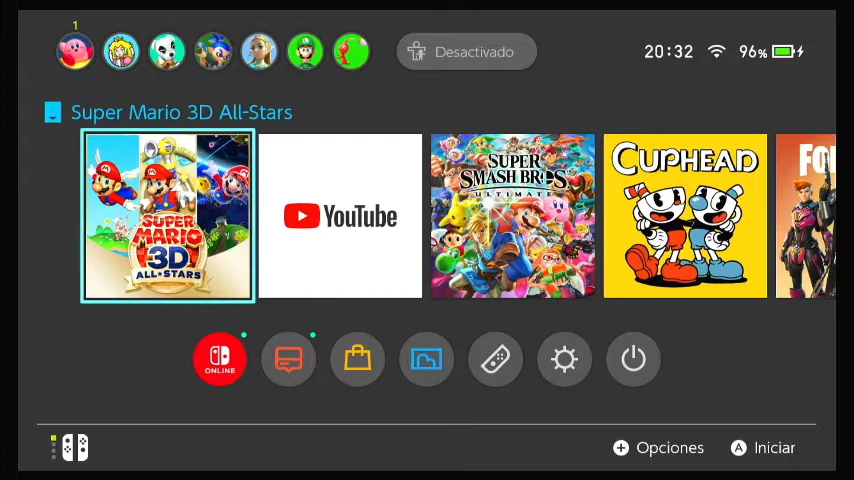 1
Desactivado
20:32
96%
Super Mario 3D All-Stars
SUPER
MARIO
3D
ALL★STARS
YouTube
SUPER
SMASH BROS.
ULTIMATE
CUPHEAD
FO
ONLINE
+ Opciones
A Iniciar